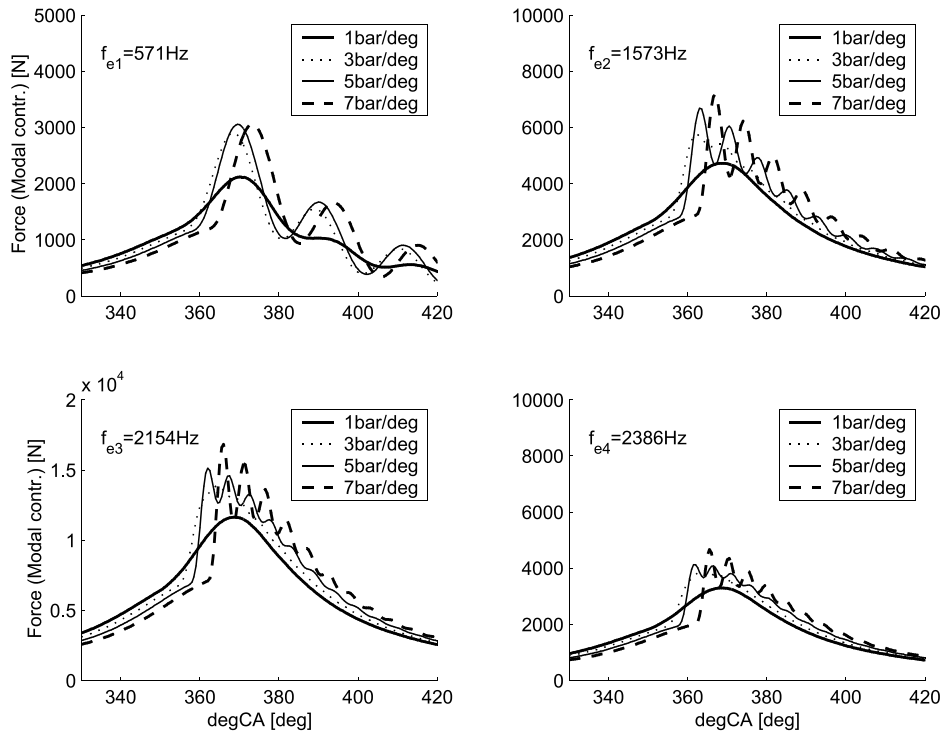 5000
4000
3000
2000
1000
0
340
360
380
400
420
Force (Modal contr.) [N]
f_e1=571Hz
1bar/deg
3bar/deg
5bar/deg
7bar/deg
10000
8000
6000
4000
2000
0
340
360
380
400
420
f_e2=1573Hz
1bar/deg
3bar/deg
5bar/deg
7bar/deg
x 10^4
2
1.5
1
0.5
0
340
360
380
400
420
Force (Modal contr.) [N]
degCA [deg]
f_e3=2154Hz
1bar/deg
3bar/deg
5bar/deg
7bar/deg
10000
8000
6000
4000
2000
0
340
360
380
400
420
degCA [deg]
f_e4=2386Hz
1bar/deg
3bar/deg
5bar/deg
7bar/deg